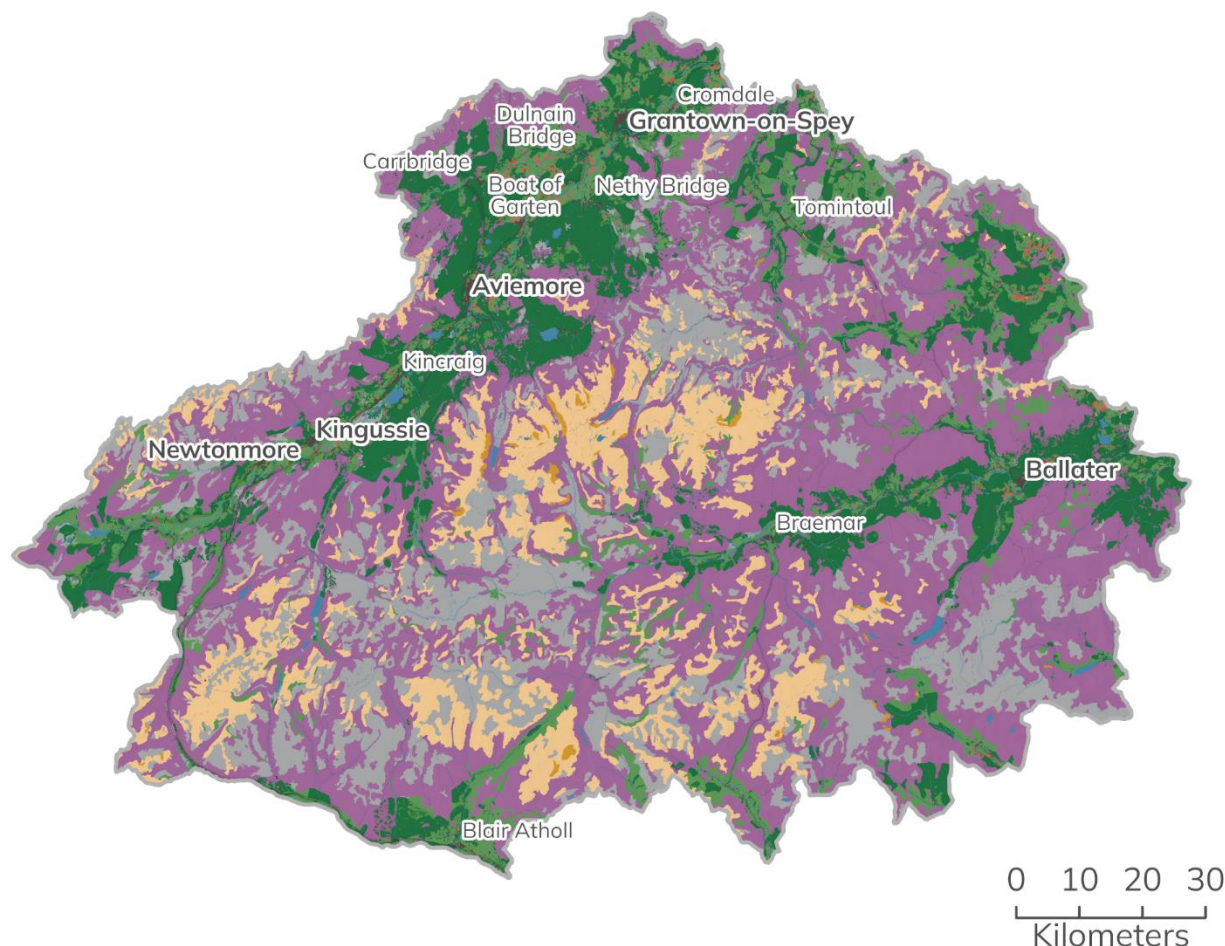 Cromdale
Grantown-on-Spey
Dulnain
Bridge
Carrbridge
Boat of
Garten
Nethy Bridge
Tomintoul
Aviemore
Kincraig
Kingussie
Newtonmore
Ballater
Braemar
Blair Atholl
0 10 20 30
Kilometers